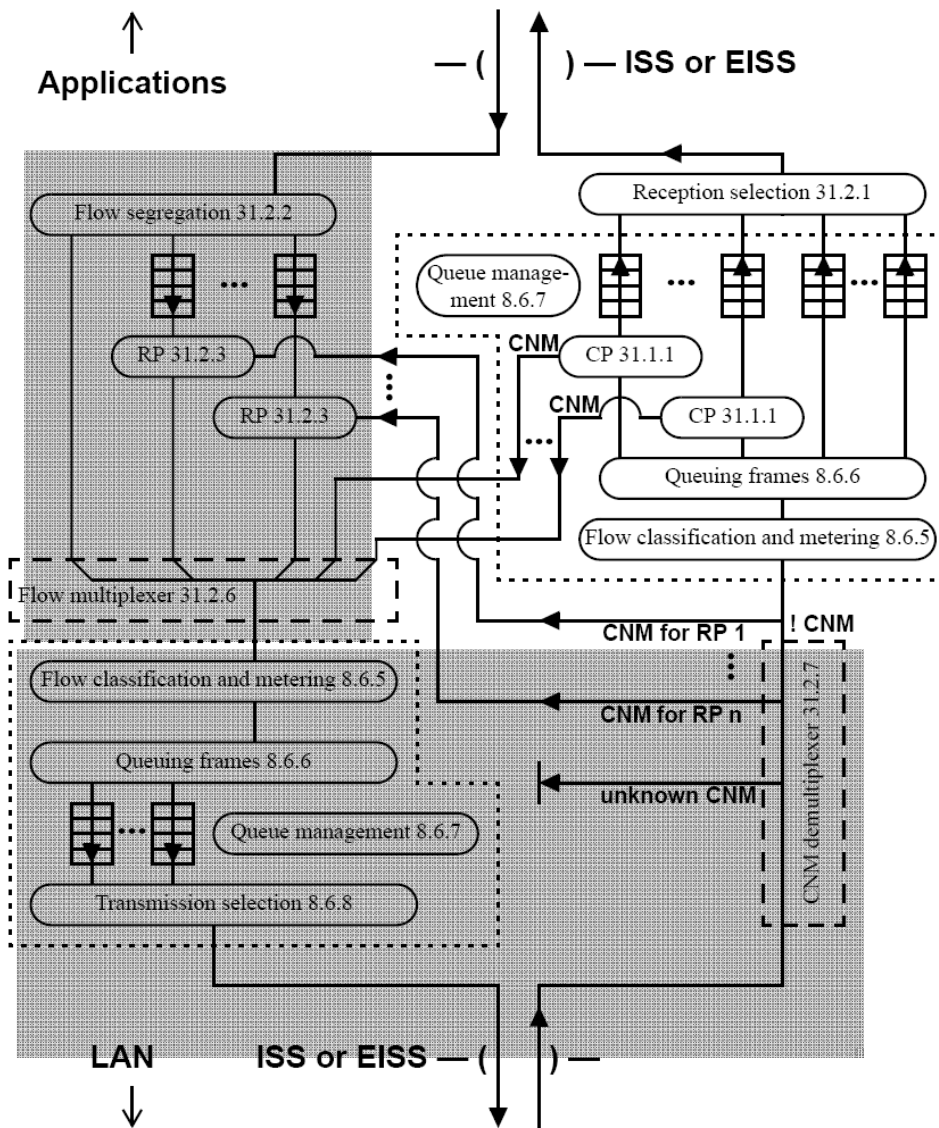 Applications
— ( ) — ISS or EISS
Flow segregation 31.2.2
Reception selection 31.2.1
Queue manage-
ment 8.6.7
...
...
...
RP 31.2.3
CNM
CP 31.1.1
RP 31.2.3
CNM
CP 31.1.1
...
Queuing frames 8.6.6
Flow classification and metering 8.6.5
Flow multiplexer 31.2.6
CNM for RP 1
! CNM
Flow classification and metering 8.6.5
CNM for RP n
CNM demultiplexer 31.2.7
Queuing frames 8.6.6
unknown CNM
...
Queue management 8.6.7
Transmission selection 8.6.8
LAN
ISS or EISS — ( ) —